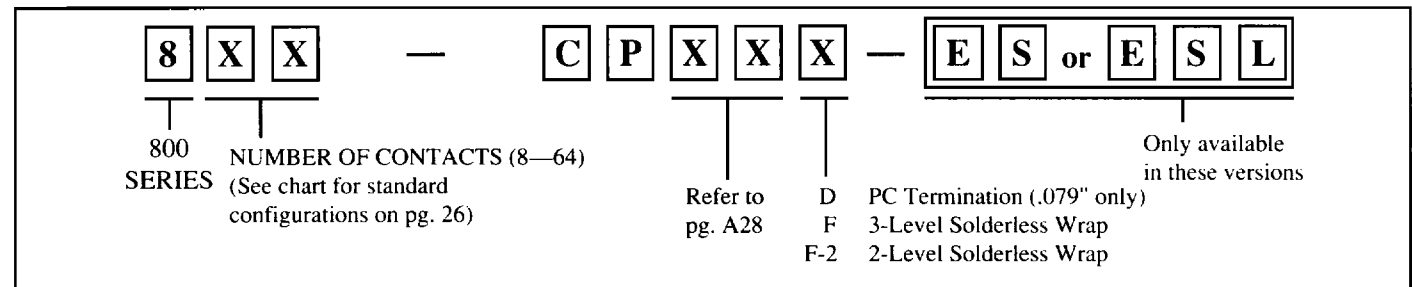 8 X X — C P X X X — E S or E S L
800
SERIES
NUMBER OF CONTACTS (8—64)
(See chart for standard
configurations on pg. 26)
Refer to
pg. A28
D PC Termination (.079" only)
F 3-Level Solderless Wrap
F-2 2-Level Solderless Wrap
Only available
in these versions